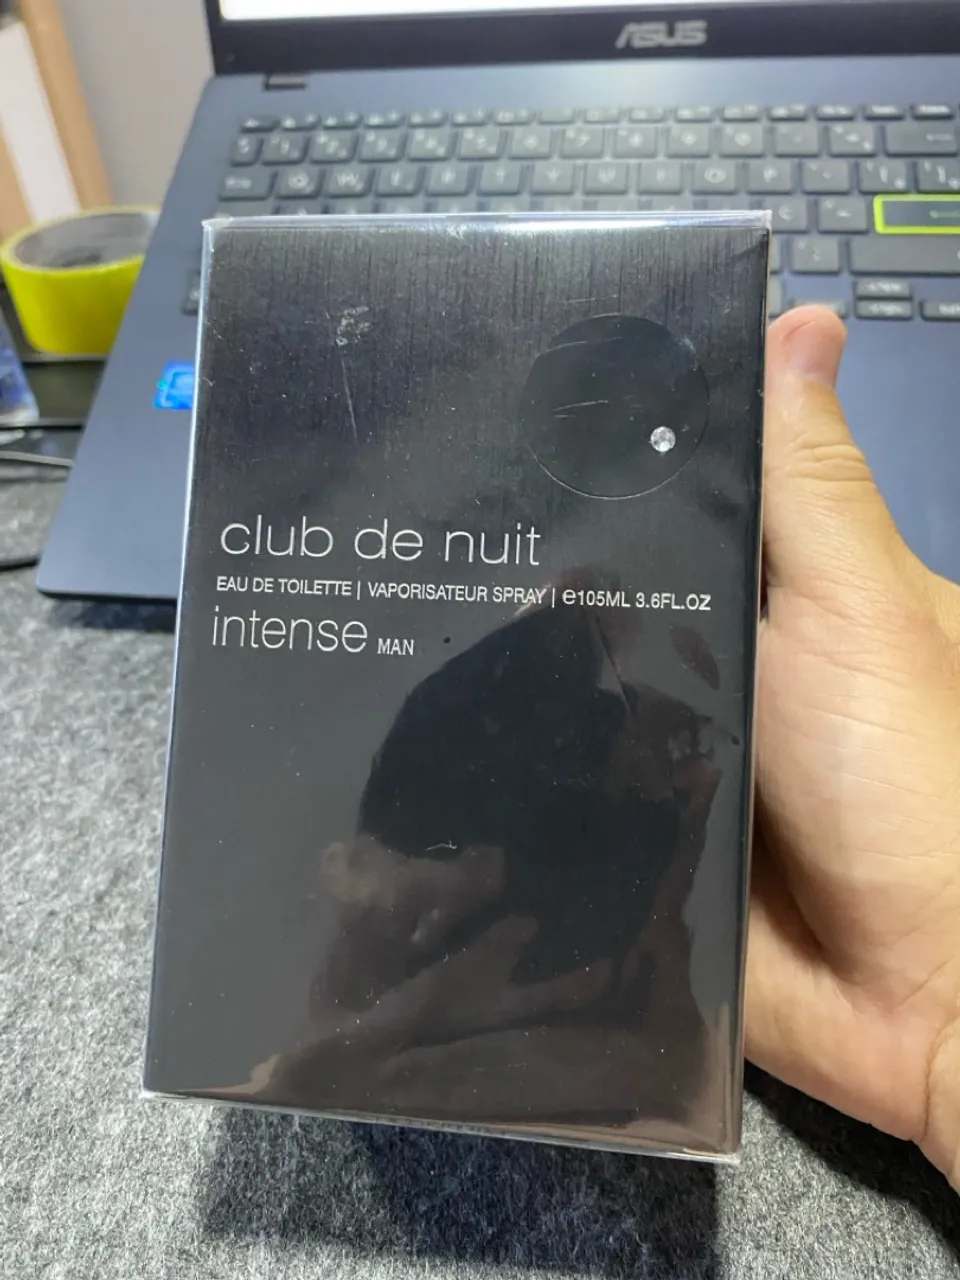 ASUS
club de nuit
EAU DE TOILETTE | VAPORISATEUR SPRAY | e105ML 3.6FL.OZ
intense MAN